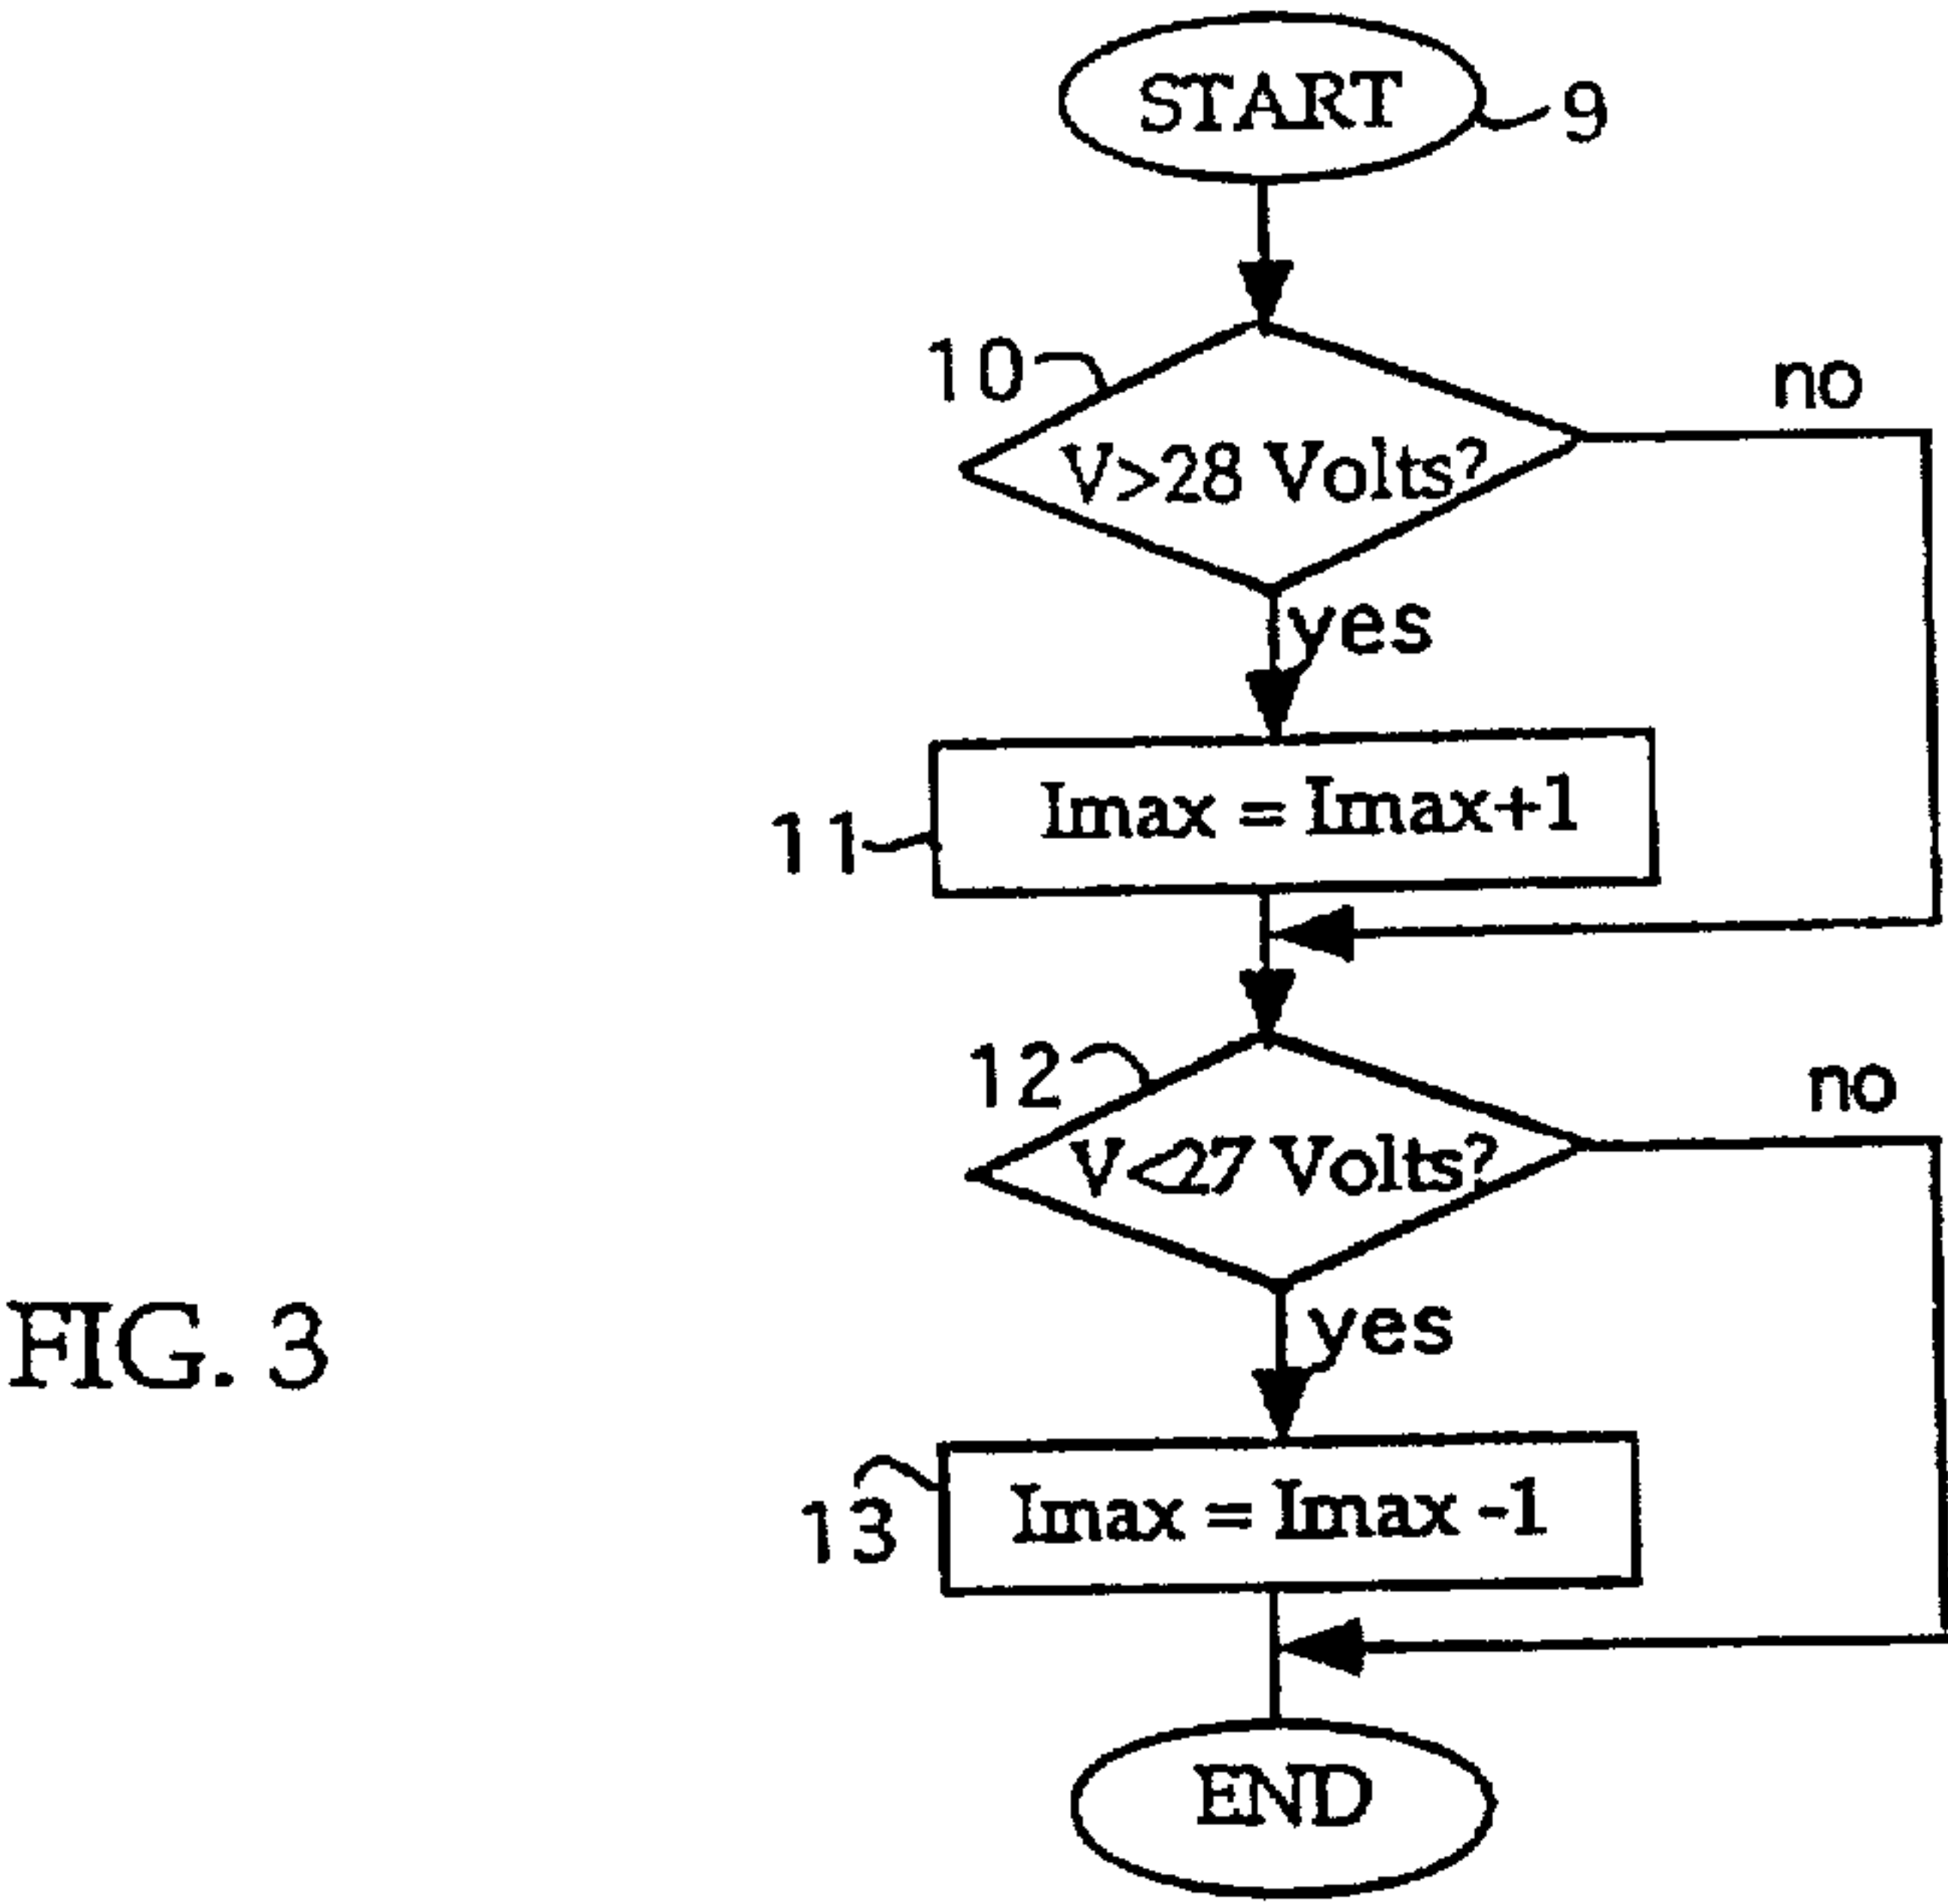 START
9
10
no
V>28 Volts?
yes
Imax = Imax+1
11
12
no
V<27 Volts?
yes
FIG. 3
Imax = Imax -1
13
END